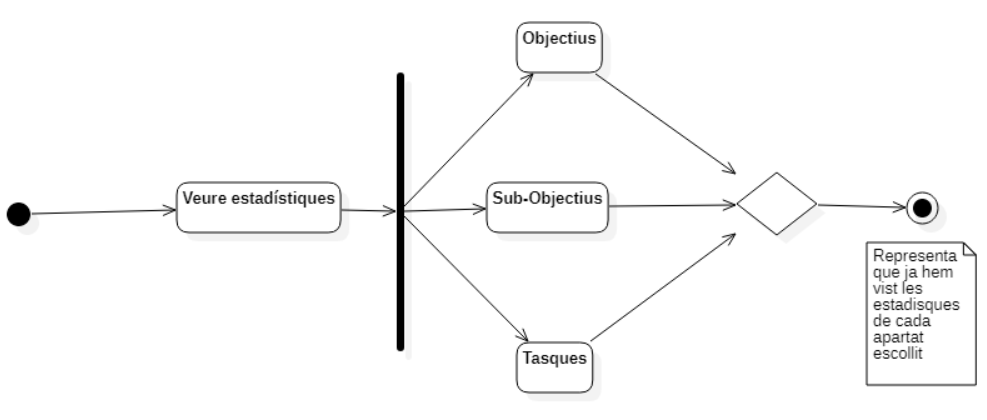 Objectius
Veure estadístiques
Sub-Objectius
Tasques
Representa
que ja hem
vist les
estadisques
de cada
apartat
escollit